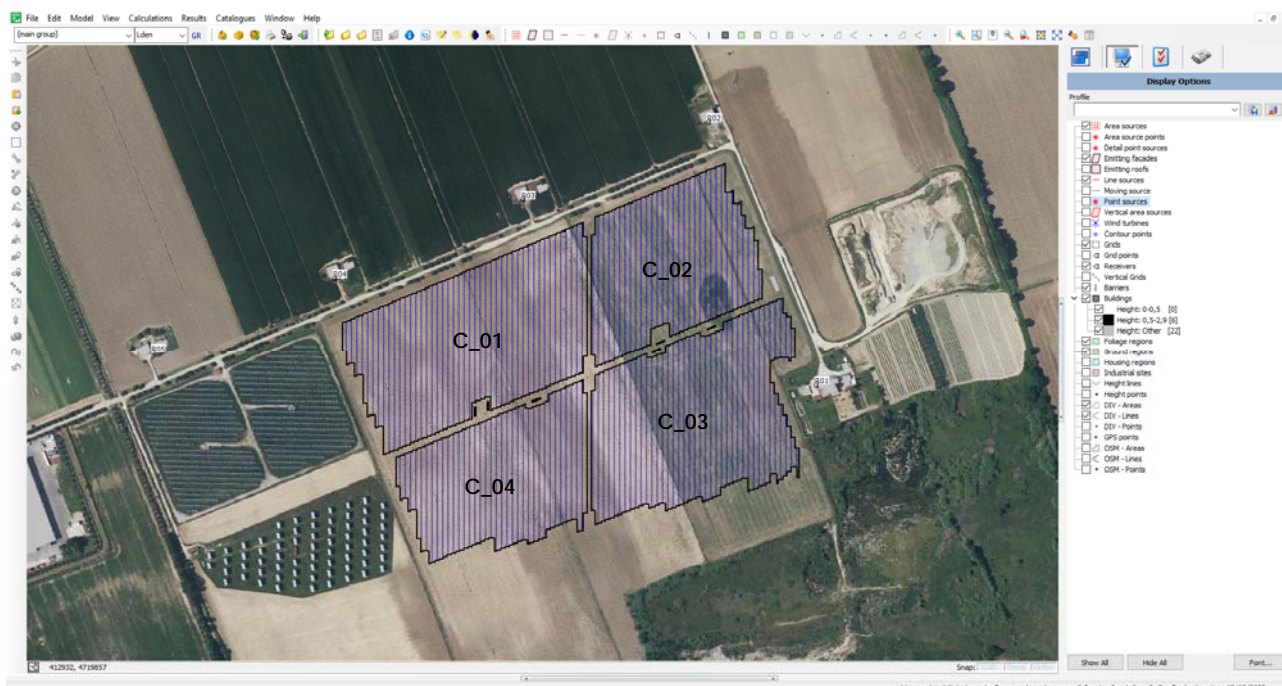 File Edit Model View Calculations Results Catalogues Window Help
(main group) Lden GR
Display Options
Profile
Area sources
Area source points
Detail point sources
Emitting facades
Emitting roofs
Line sources
Moving source
Point sources
Vertical area sources
Wind turbines
Contour points
Grids
Grid points
Receivers
Vertical Grids
Barriers
Buildings
Height: 0-0,5 [0]
Height: 0,5-2,9 [6]
Height: Other [22]
Foliage regions
Ground regions
Housing regions
Industrial sites
Height lines
Height points
DIV - Areas
DIV - Lines
DIV - Points
GPS points
OSM - Areas
OSM - Lines
OSM - Points
R02
R03
C_02
R04
C_01
R05
R01
C_03
C_04
412932, 4719857
Snap:
Show All Hide All Font...